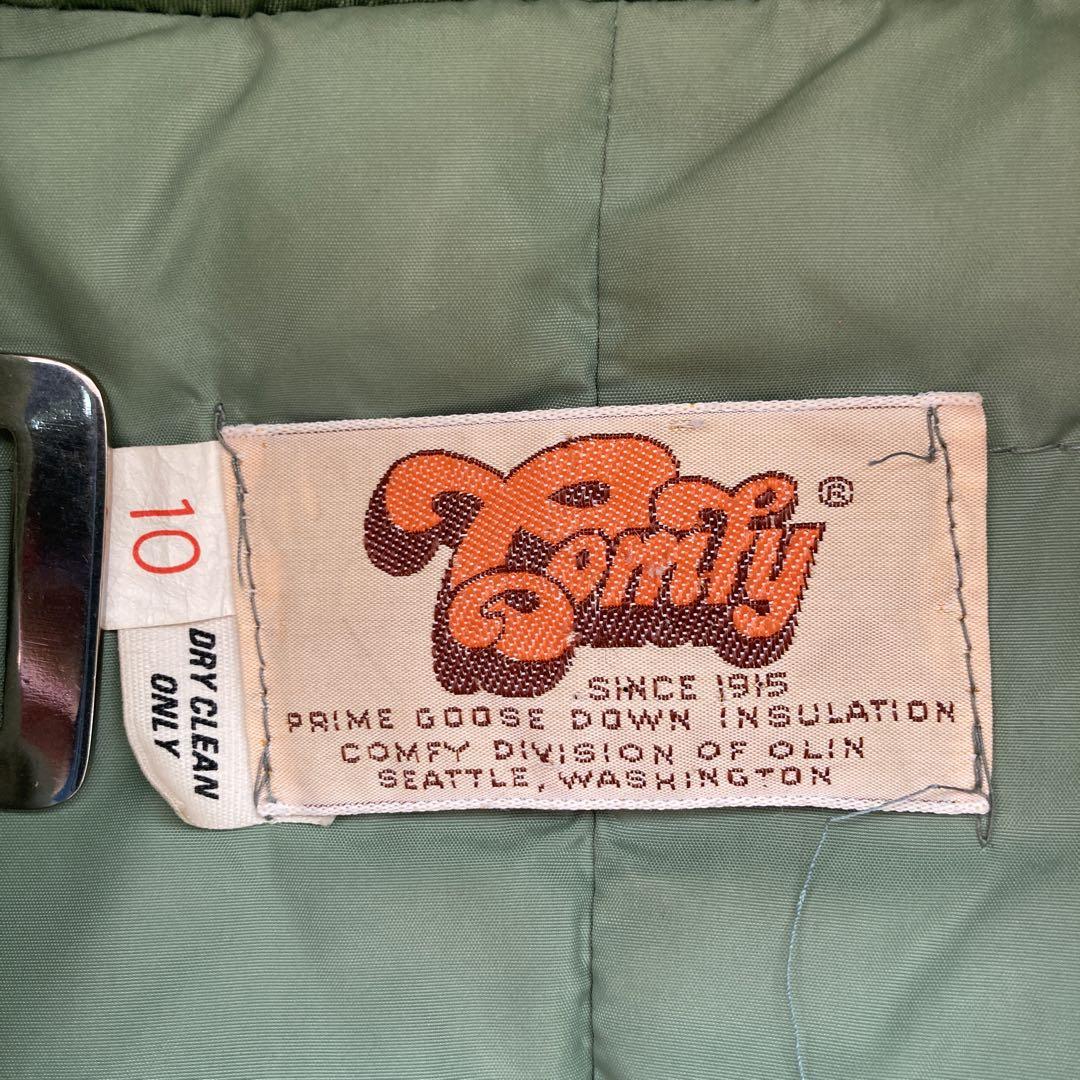 Comfy®
SINCE 1915
PRIME GOOSE DOWN INSULATION
COMFY DIVISION OF OLIN
SEATTLE, WASHINGTON
10
DRY CLEAN
ONLY